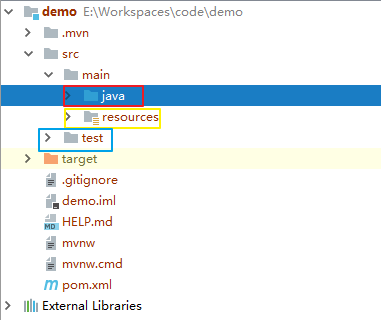 demo E:\Workspaces\code\demo
.mvn
src
main
java
resources
test
target
.gitignore
demo.iml
MD HELP.md
mvnw
mvnw.cmd
m pom.xml
External Libraries